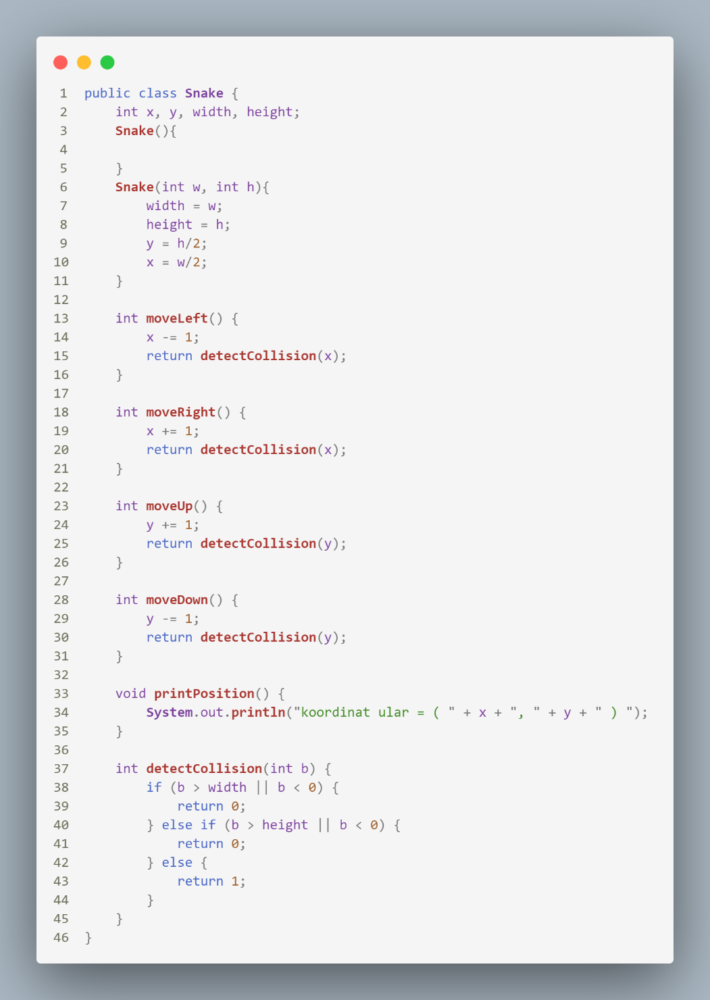 1 public class Snake {
2     int x, y, width, height;
3     Snake(){
4
5     }
6     Snake(int w, int h){
7         width = w;
8         height = h;
9         y = h/2;
10         x = w/2;
11     }
12
13     int moveLeft() {
14         x -= 1;
15         return detectCollision(x);
16     }
17
18     int moveRight() {
19         x += 1;
20         return detectCollision(x);
21     }
22
23     int moveUp() {
24         y += 1;
25         return detectCollision(y);
26     }
27
28     int moveDown() {
29         y -= 1;
30         return detectCollision(y);
31     }
32
33     void printPosition() {
34         System.out.println("koordinat ular = ( " + x + ", " + y + " ) ");
35     }
36
37     int detectCollision(int b) {
38         if (b > width || b < 0) {
39             return 0;
40         } else if (b > height || b < 0) {
41             return 0;
42         } else {
43             return 1;
44         }
45     }
46 }